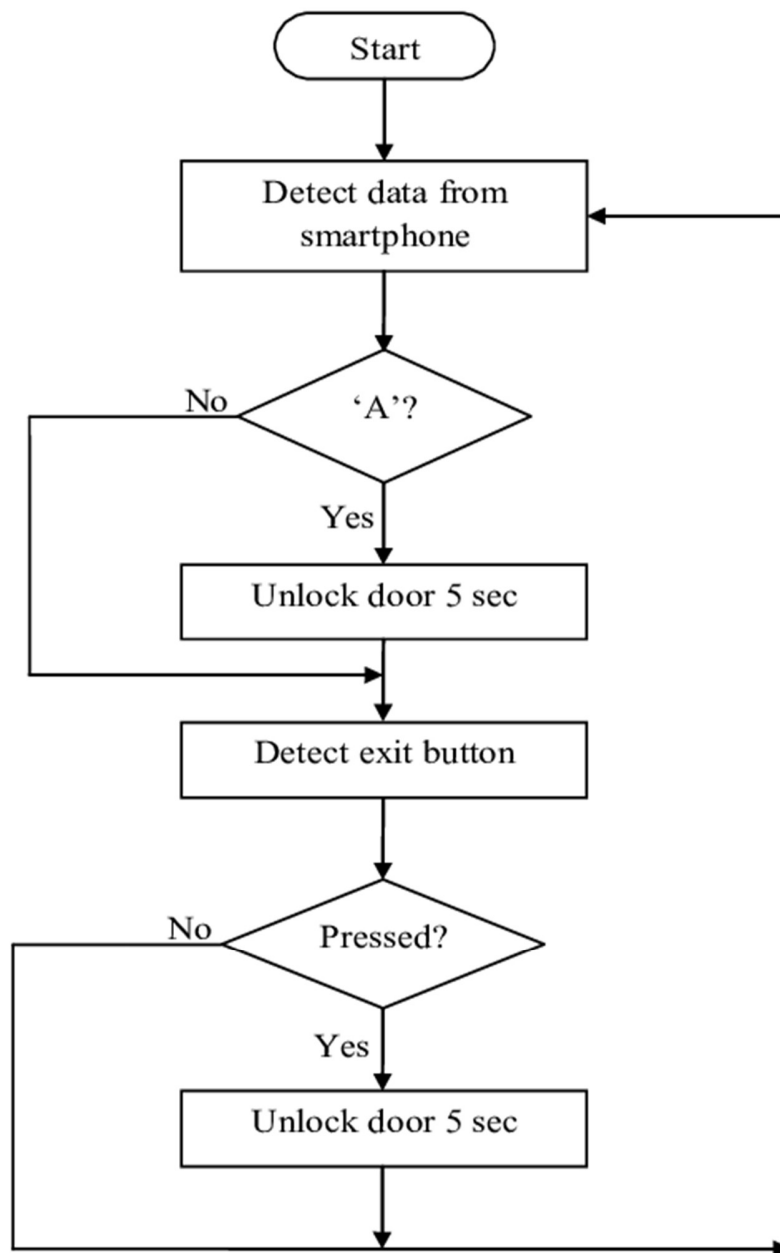 Start
Detect data from
smartphone
No
‘A’?
Yes
Unlock door 5 sec
Detect exit button
No
Pressed?
Yes
Unlock door 5 sec